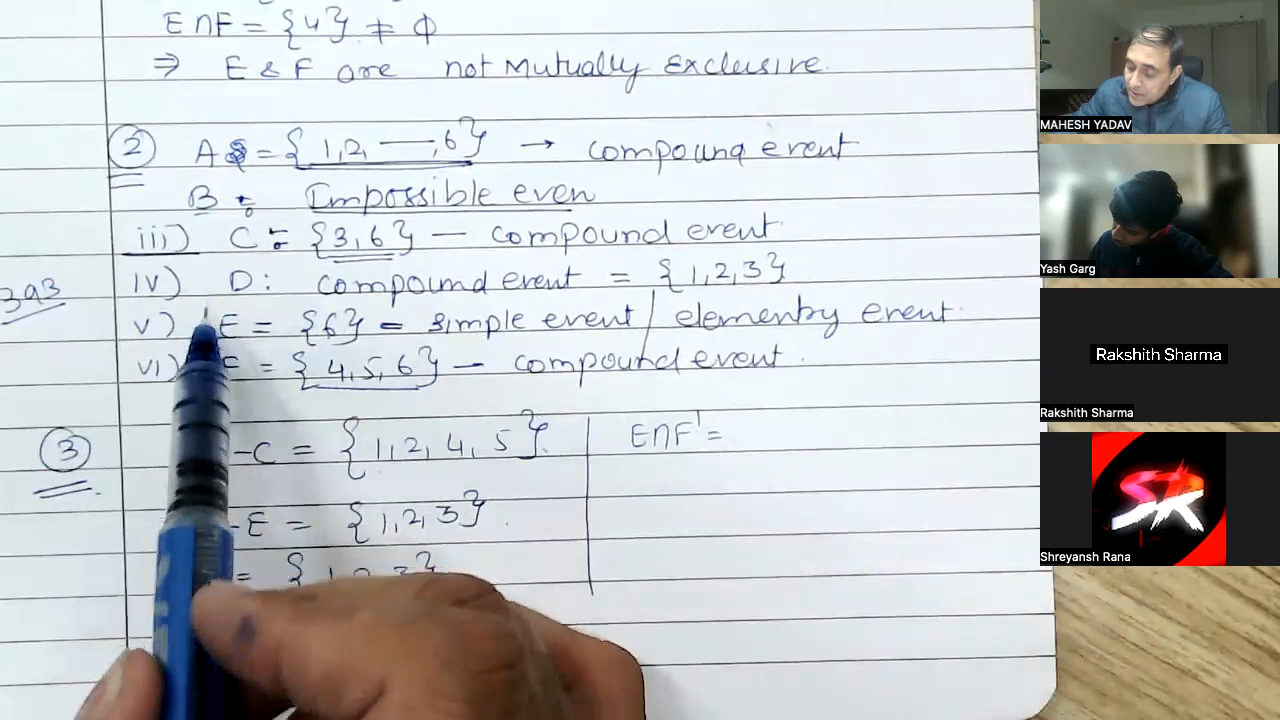 E∩F = {4} ≠ φ
⇒ E & F are not Mutually Exclusive.
② A = {1,2, —,6} → compound event
B : Impossible even
iii) C = {3,6} — compound event
iv) D: compound event = {1,2,3}
v) E = {6} = simple event / elementry event.
vi) F = {4,5,6} — compound event.
③ -C = {1, 2, 4, 5}.
-E = {1,2,3}.
E∩F' =
MAHESH YADAV
Yash Garg
Rakshith Sharma
Rakshith Sharma
SR
Shreyansh Rana